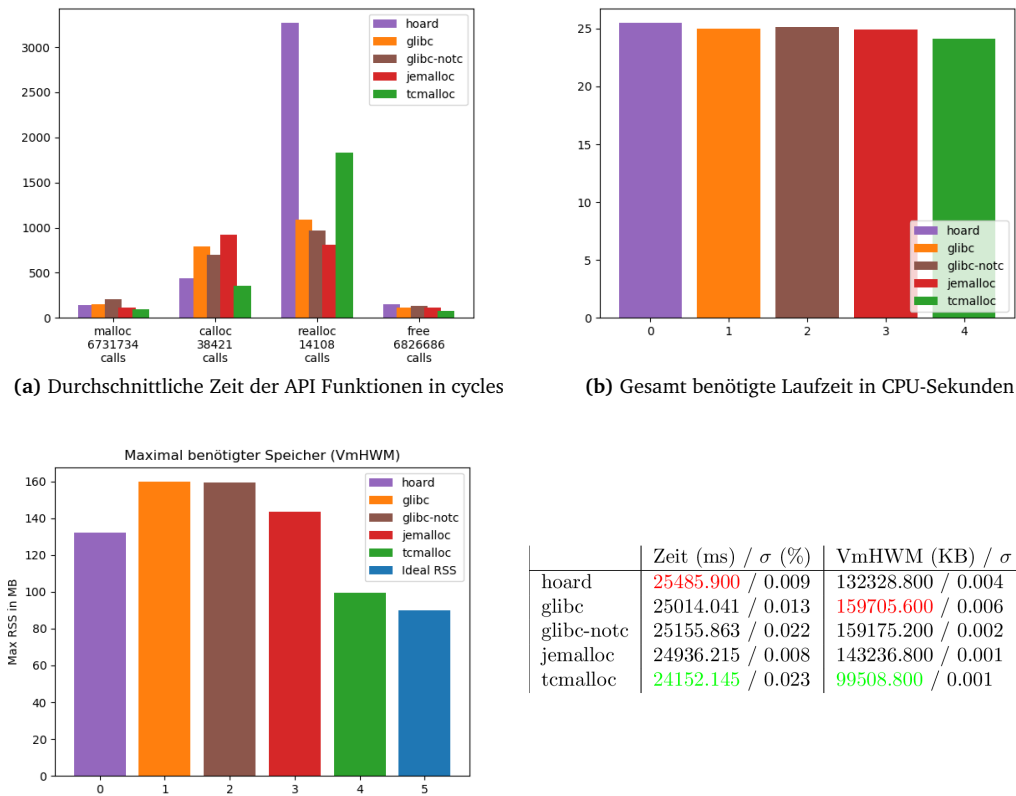 hoard
glibc
glibc-notc
jemalloc
tcmalloc
3000
2500
2000
1500
1000
500
0
malloc calloc realloc free
6731734 38421 14108 6826686
calls calls calls calls
(a) Durchschnittliche Zeit der API Funktionen in cycles
25
20
15
10
5
0
hoard
glibc
glibc-notc
jemalloc
tcmalloc
0 1 2 3 4
(b) Gesamt benötigte Laufzeit in CPU-Sekunden
Maximal benötigter Speicher (VmHWM)
Max RSS in MB
160
140
120
100
80
60
40
20
0
hoard
glibc
glibc-notc
jemalloc
tcmalloc
Ideal RSS
0 1 2 3 4 5
Zeit (ms) / σ (%) VmHWM (KB) / σ
hoard 25485.900 / 0.009 132328.800 / 0.004
glibc 25014.041 / 0.013 159705.600 / 0.006
glibc-notc 25155.863 / 0.022 159175.200 / 0.002
jemalloc 24936.215 / 0.008 143236.800 / 0.001
tcmalloc 24152.145 / 0.023 99508.800 / 0.001